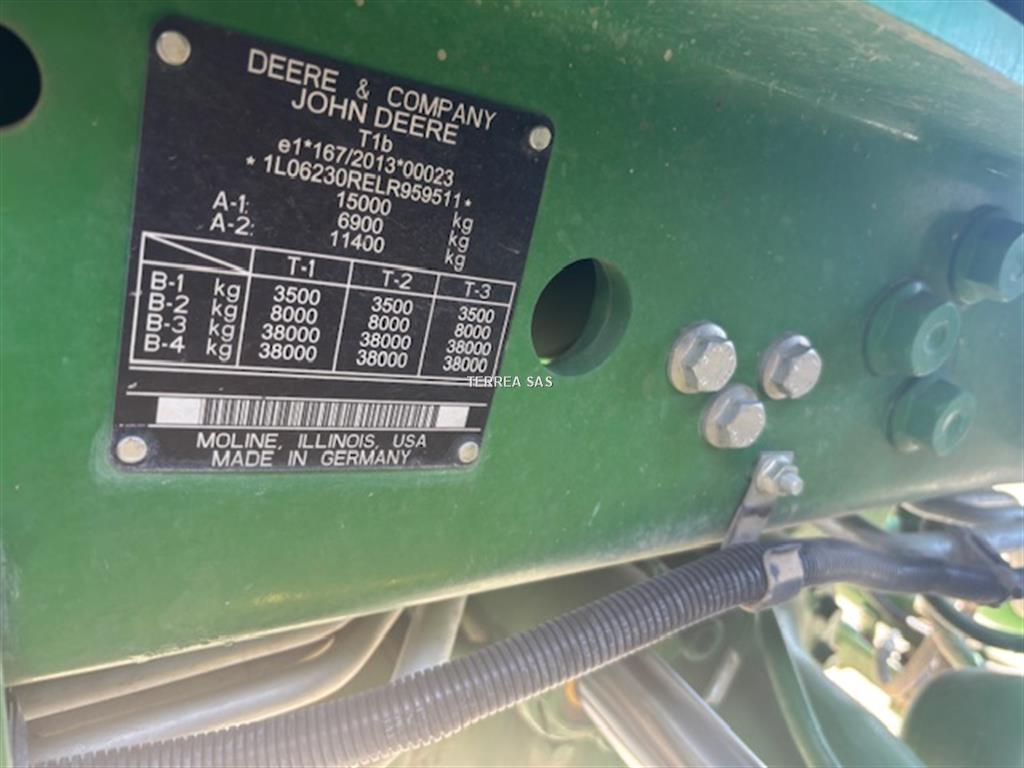 DEERE & COMPANY
JOHN DEERE
T1b
e1*167/2013*00023
* 1L06230RELR959511*
15000 kg
A-1: 6900 kg
A-2: 11400 kg
T-1 T-2 T-3
B-1 kg 3500 3500 3500
B-2 kg 8000 8000 8000
B-3 kg 38000 38000 38000
B-4 kg 38000 38000 38000
TERREA SAS
MOLINE, ILLINOIS, USA
MADE IN GERMANY